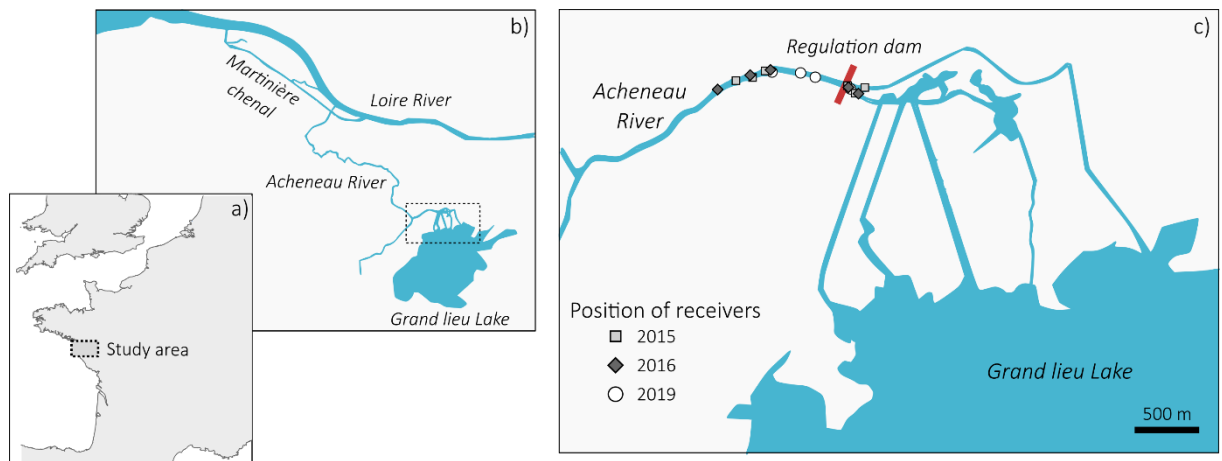 a)
Study area
b)
Martinière
chenal
Loire River
Acheneau River
Grand lieu Lake
c)
Regulation dam
Acheneau
River
Position of receivers
2015
2016
2019
Grand lieu Lake
500 m